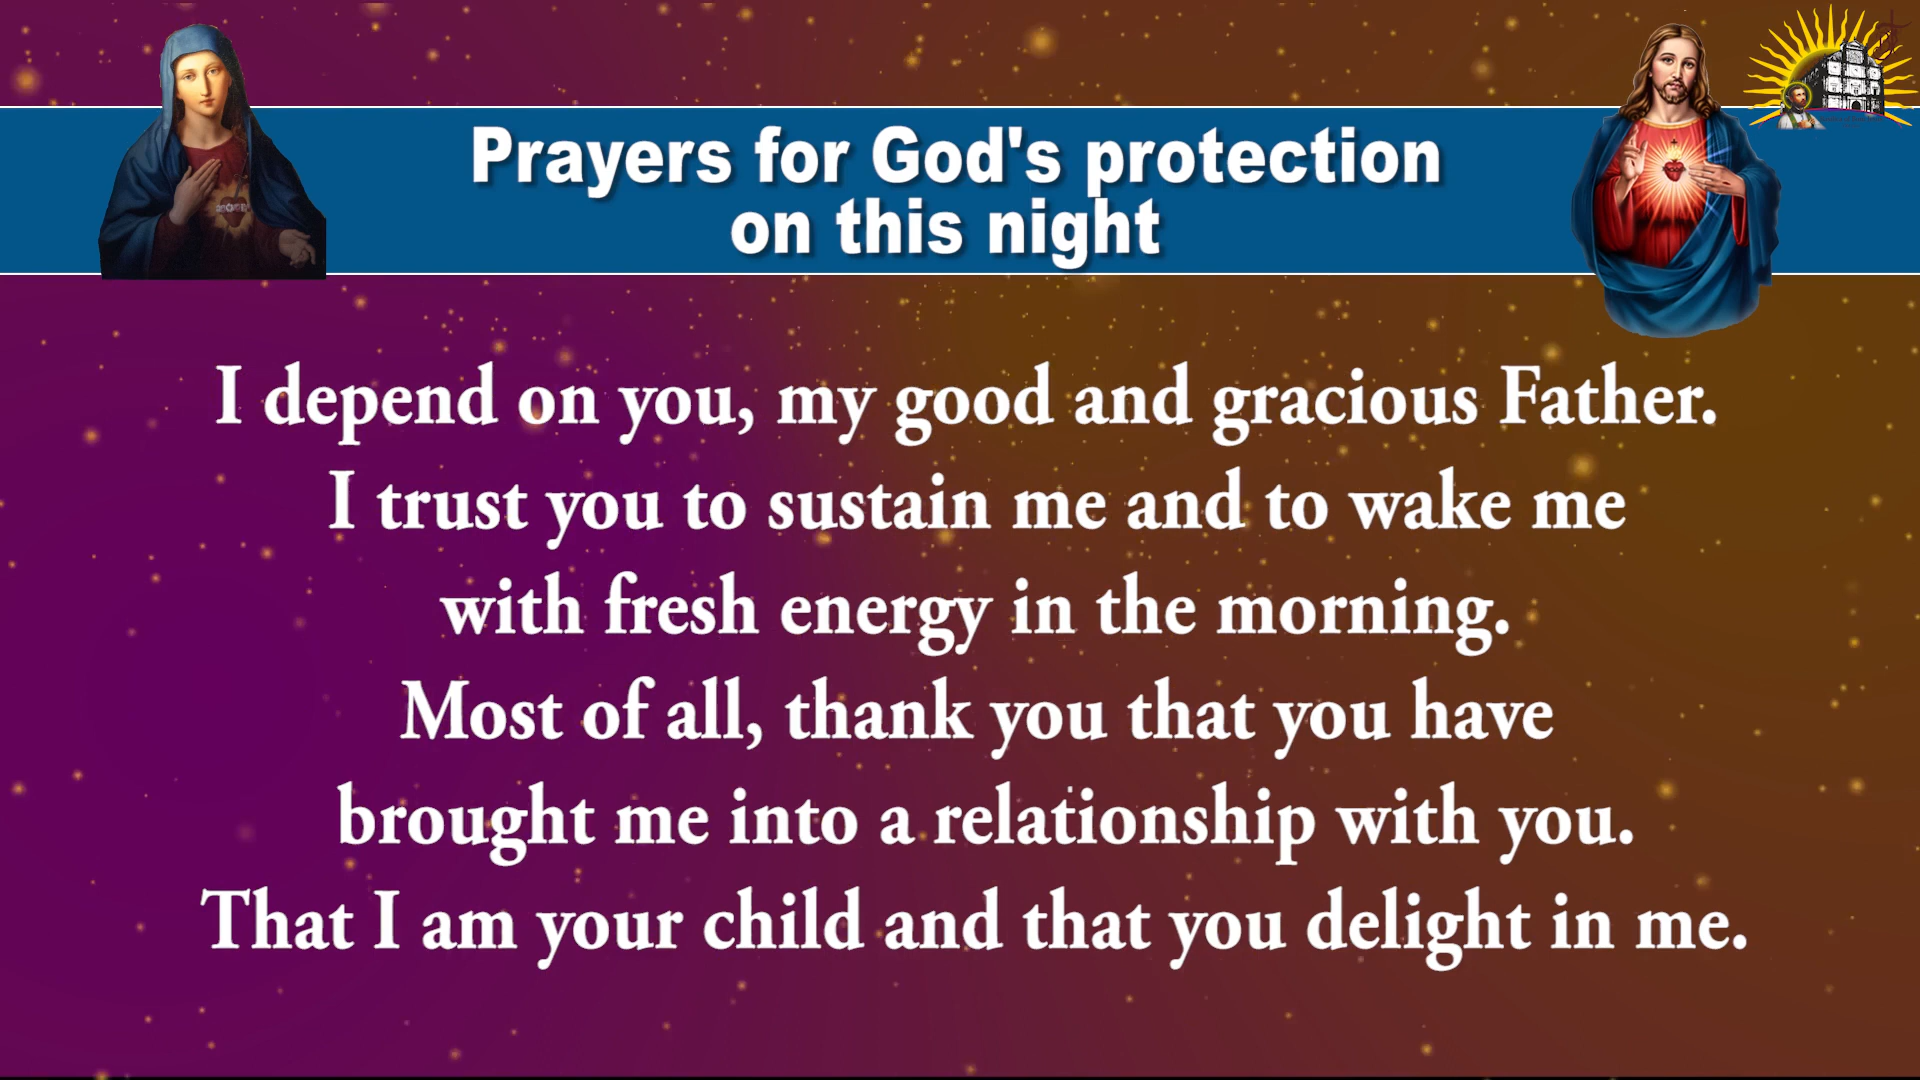 Prayers for God's protection
on this night
I depend on you, my good and gracious Father.
I trust you to sustain me and to wake me
with fresh energy in the morning.
Most of all, thank you that you have
brought me into a relationship with you.
That I am your child and that you delight in me.